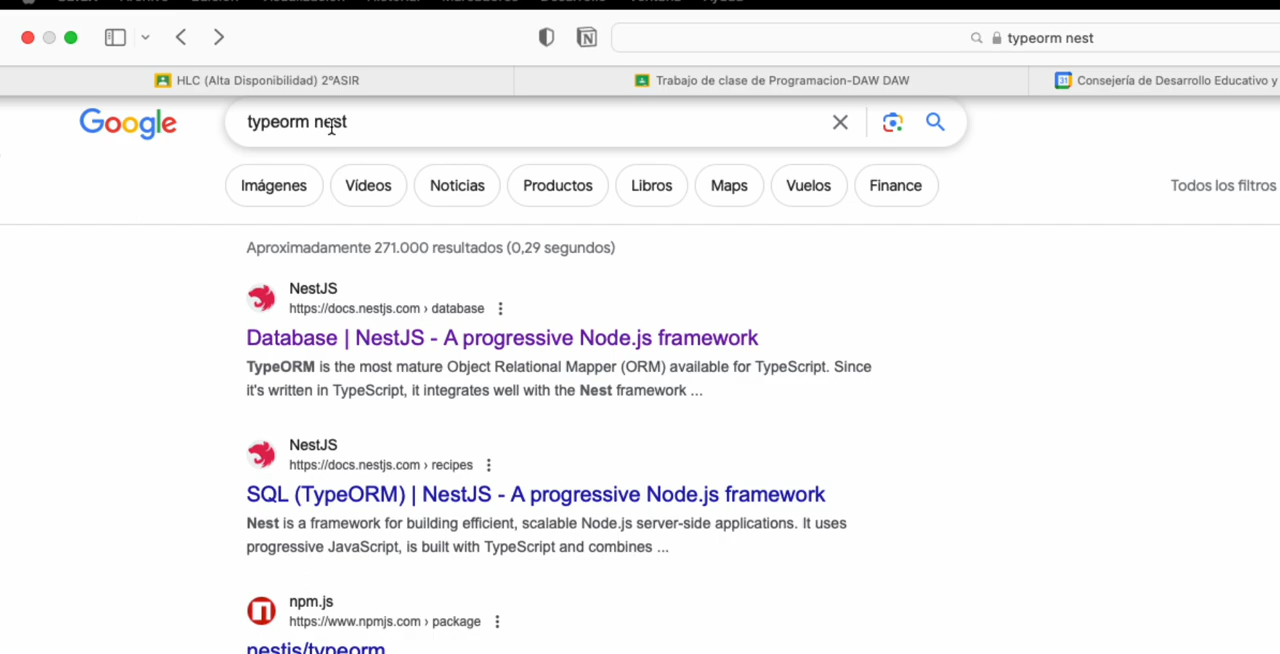 typeorm nest
HLC (Alta Disponibilidad) 2ºASIR
Trabajo de clase de Programacion-DAW DAW
Consejería de Desarrollo Educativo y
Google
typeorm nest
Imágenes
Vídeos
Noticias
Productos
Libros
Maps
Vuelos
Finance
Todos los filtros
Aproximadamente 271.000 resultados (0,29 segundos)
NestJS
https://docs.nestjs.com › database
Database | NestJS - A progressive Node.js framework
TypeORM is the most mature Object Relational Mapper (ORM) available for TypeScript. Since
it's written in TypeScript, it integrates well with the Nest framework ...
NestJS
https://docs.nestjs.com › recipes
SQL (TypeORM) | NestJS - A progressive Node.js framework
Nest is a framework for building efficient, scalable Node.js server-side applications. It uses
progressive JavaScript, is built with TypeScript and combines ...
npm.js
https://www.npmjs.com › package
nestjs/typeorm